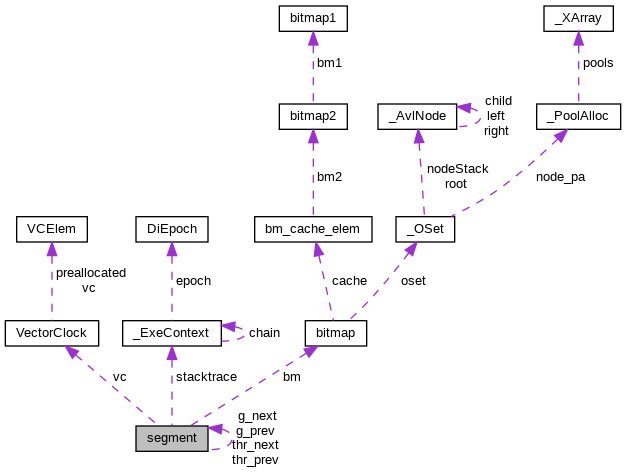 bitmap1
_XArray
bm1
pools
child
left
right
bitmap2
_AvlNode
_PoolAlloc
bm2
nodeStack
root
node_pa
VCElem
DiEpoch
bm_cache_elem
_OSet
preallocated
vc
epoch
cache
oset
VectorClock
_ExeContext
chain
bitmap
vc
stacktrace
bm
g_next
g_prev
thr_next
thr_prev
segment